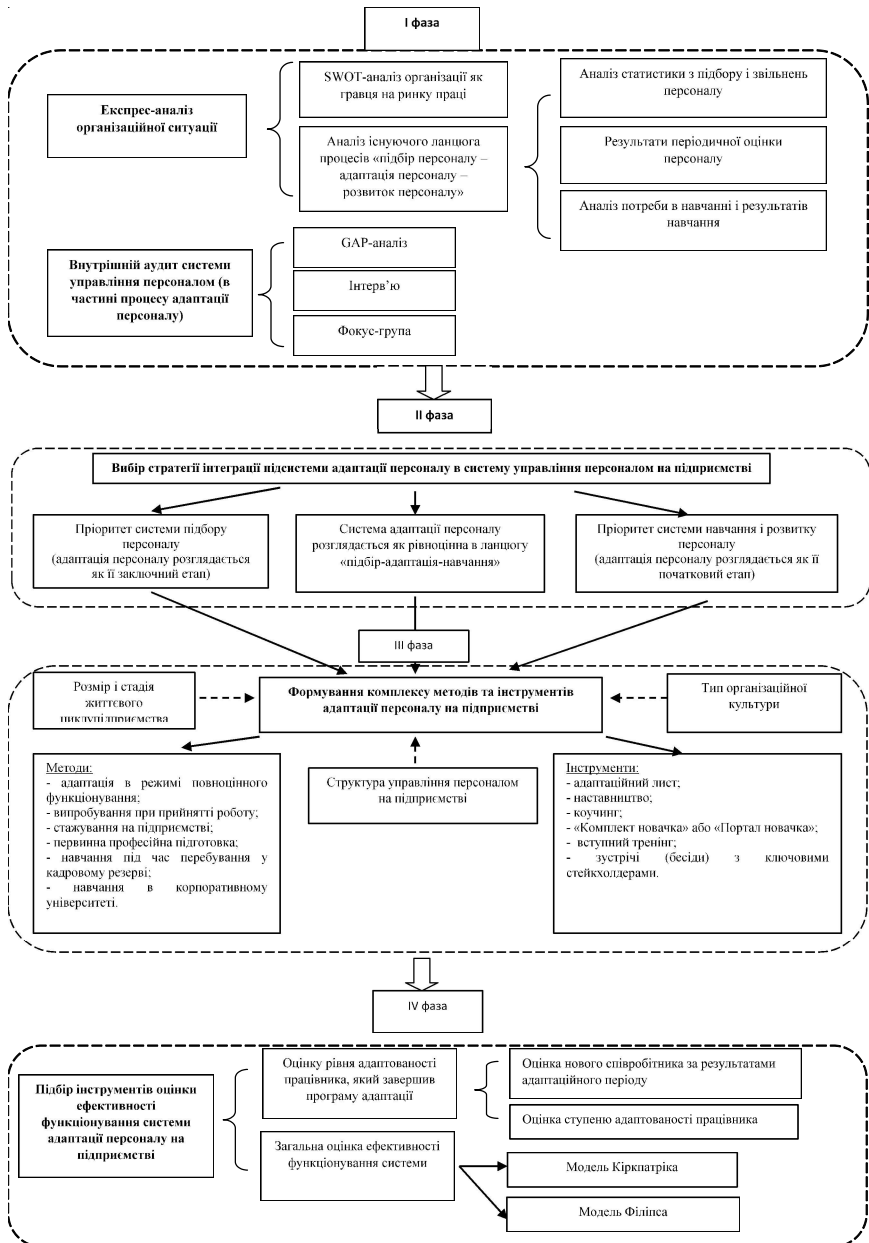 I фаза
Експрес-аналіз
організаційної ситуації
SWOT-аналіз організації як
гравця на ринку праці
Аналіз існуючого ланцюга
процесів «підбір персоналу –
адаптація персоналу –
розвиток персоналу»
Аналіз статистики з підбору і звільнень
персоналу
Результати періодичної оцінки
персоналу
Аналіз потреби в навчанні і результатів
навчання
Внутрішній аудит системи
управління персоналом (в
частині процесу адаптації
персоналу)
GAP-аналіз
Інтерв’ю
Фокус-група
II фаза
Вибір стратегії інтеграції підсистеми адаптації персоналу в систему управління персоналом на підприємстві
Пріоритет системи підбору
персоналу
(адаптація персоналу розглядається
як її заключний етап)
Система адаптації персоналу
розглядається як рівноцінна в ланцюгу
«підбір-адаптація-навчання»
Пріоритет системи навчання і розвитку
персоналу
(адаптація персоналу розглядається як її
початковий етап)
III фаза
Розмір і стадія
життєвого
циклупідприємства
Формування комплексу методів та інструментів
адаптації персоналу на підприємстві
Тип організаційної
культури
Методи:
- адаптація в режимі повноцінного
функціонування;
- випробування при прийнятті роботу;
- стажування на підприємстві;
- первинна професійна підготовка;
- навчання під час перебування у
кадровому резерві;
- навчання в корпоративному
університеті.
Структура управління персоналом
на підприємстві
Інструменти:
- адаптаційний лист;
- наставництво;
- коучинг;
- «Комплект новачка» або «Портал новачка»;
- вступний тренінг;
- зустрічі (бесіди) з ключовими
стейкхолдерами.
IV фаза
Підбір інструментів оцінки
ефективності
функціонування системи
адаптації персоналу на
підприємстві
Оцінку рівня адаптованості
працівника, який завершив
програму адаптації
Оцінка нового співробітника за результатами
адаптаційного періоду
Оцінка ступеню адаптованості працівника
Загальна оцінка ефективності
функціонування системи
Модель Кіркпатріка
Модель Філіпса